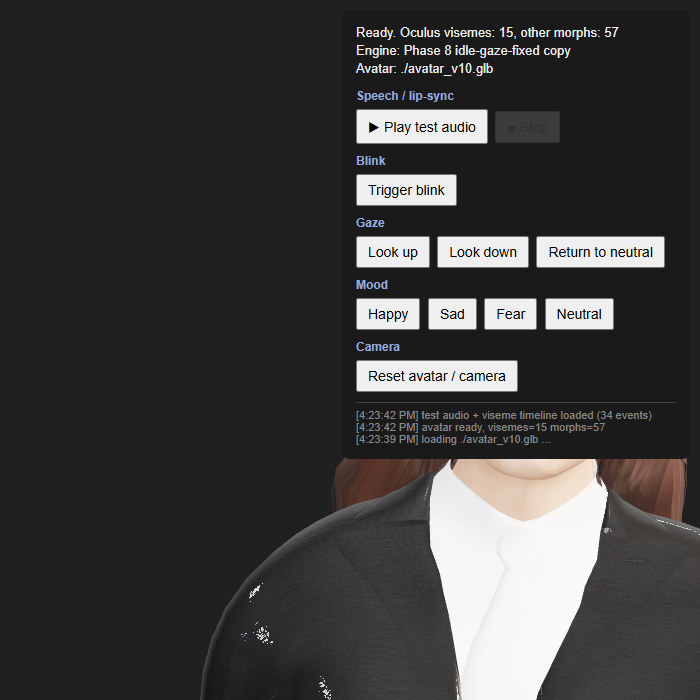 Ready. Oculus visemes: 15, other morphs: 57
Engine: Phase 8 idle-gaze-fixed copy
Avatar: ./avatar_v10.glb
Speech / lip-sync
▶ Play test audio ■ Stop
Blink
Trigger blink
Gaze
Look up Look down Return to neutral
Mood
Happy Sad Fear Neutral
Camera
Reset avatar / camera
[4:23:42 PM] test audio + viseme timeline loaded (34 events)
[4:23:42 PM] avatar ready, visemes=15 morphs=57
[4:23:39 PM] loading ./avatar_v10.glb ...